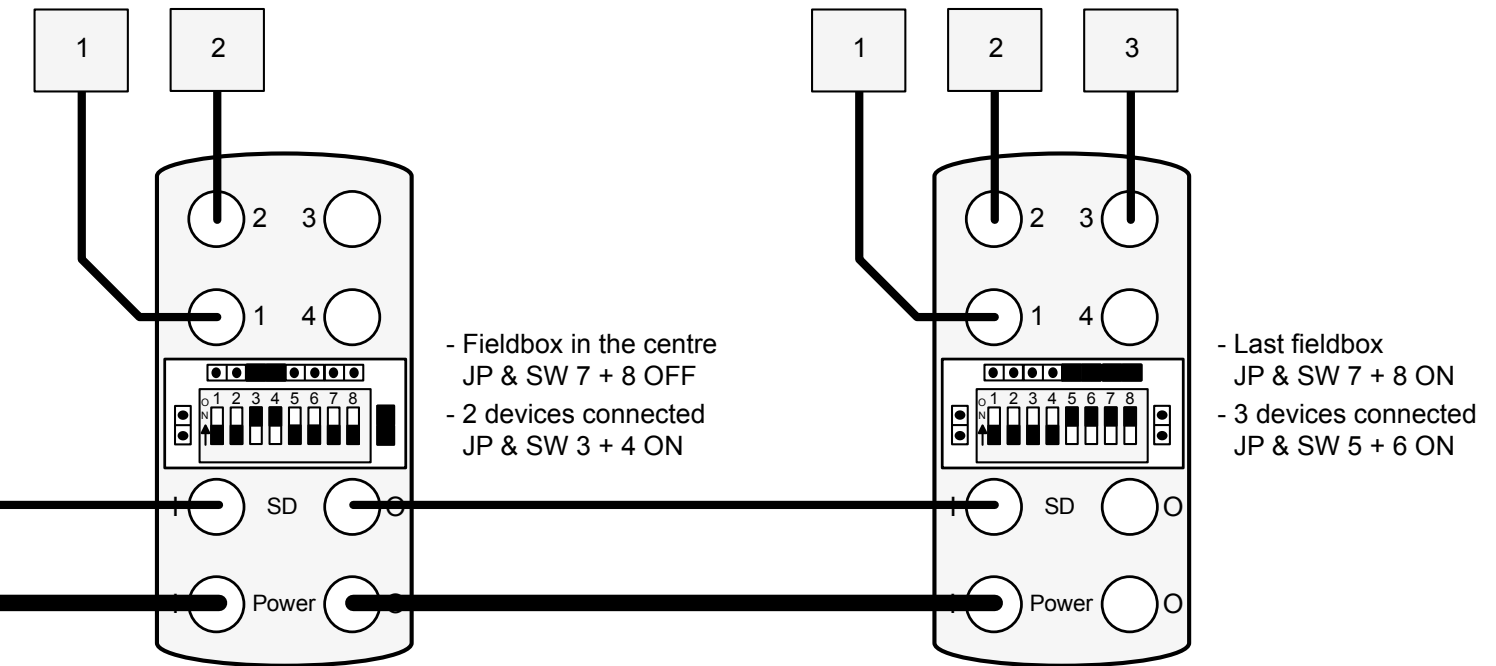 1 2 1 2 3
2 3 2 3
1 4 1 4
- Fieldbox in the centre
JP & SW 7 + 8 OFF
- 2 devices connected
JP & SW 3 + 4 ON
- Last fieldbox
JP & SW 7 + 8 ON
- 3 devices connected
JP & SW 5 + 6 ON
ON 1 2 3 4 5 6 7 8
ON 1 2 3 4 5 6 7 8
I SD O I SD O
I Power O I Power O